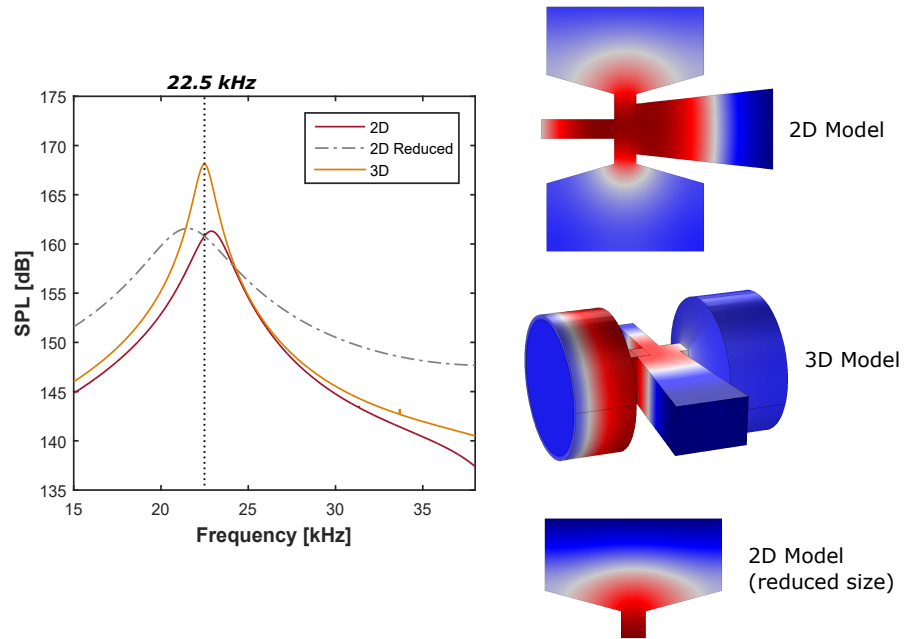 22.5 kHz
175
170
165
160
155
150
145
140
135
15
20
25
30
35
SPL [dB]
Frequency [kHz]
2D
2D Reduced
3D
2D Model
3D Model
2D Model
(reduced size)